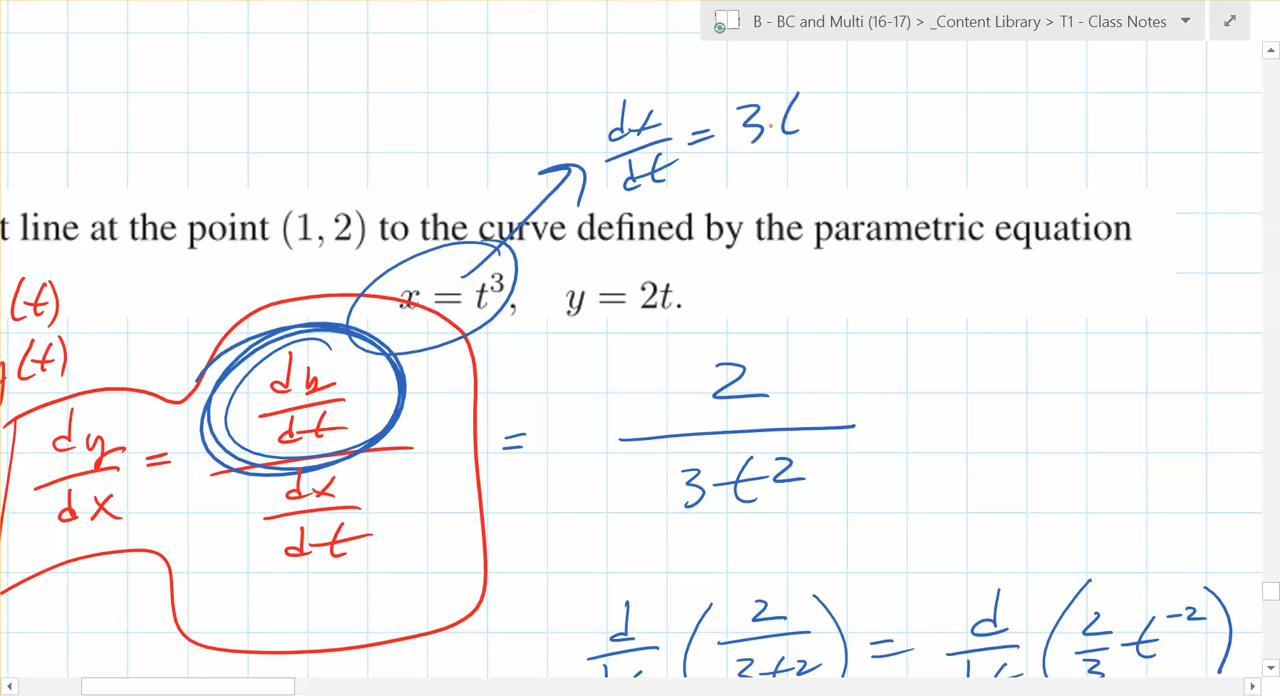 B - BC and Multi (16-17) > _Content Library > T1 - Class Notes
dx/dt = 3·(
t line at the point (1, 2) to the curve defined by the parametric equation
x = t³, y = 2t.
(t)
(t)
dy/dx = (dy/dt)/(dx/dt) = 2/(3t²)
d (2/3t²) = d (2/3 t⁻²)